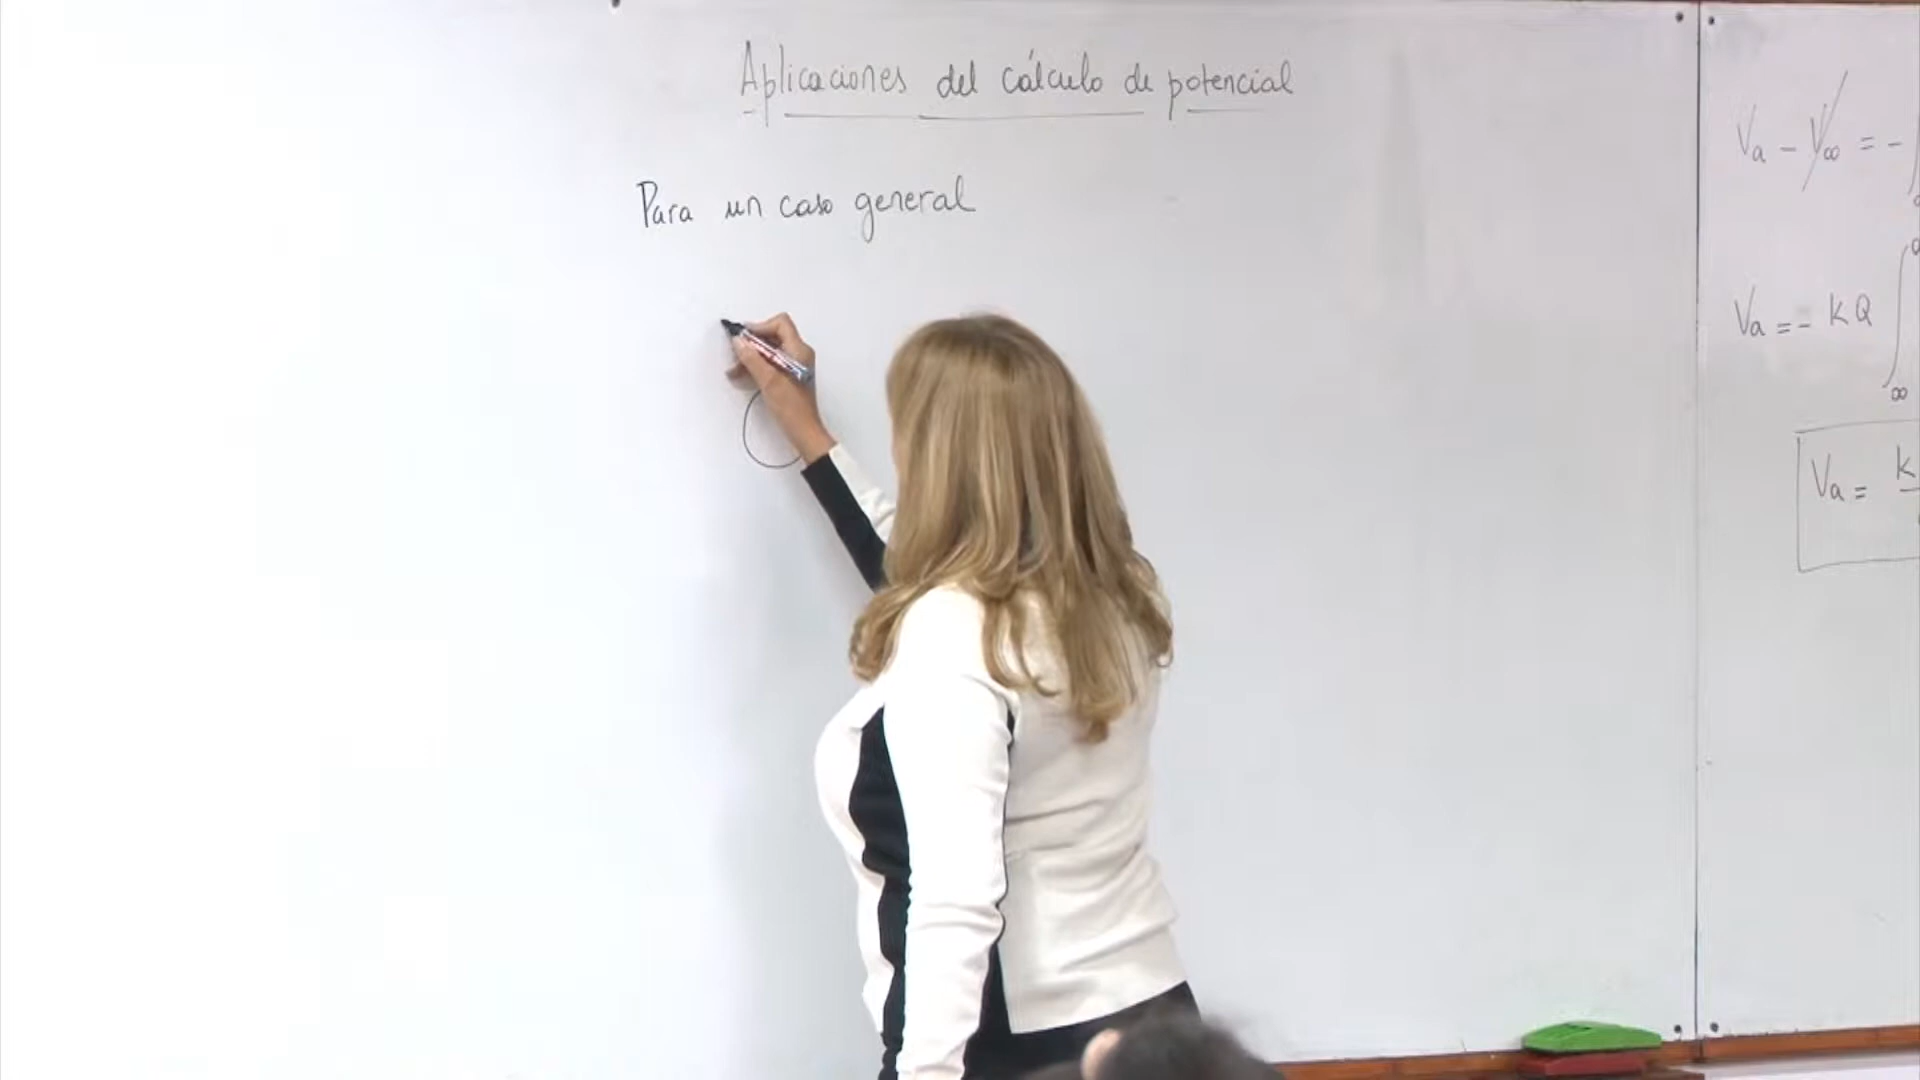 Aplicaciones del cálculo de potencial
Para un caso general
Va - V∞ = -
Va = - KQ ∫
∞
Va = k